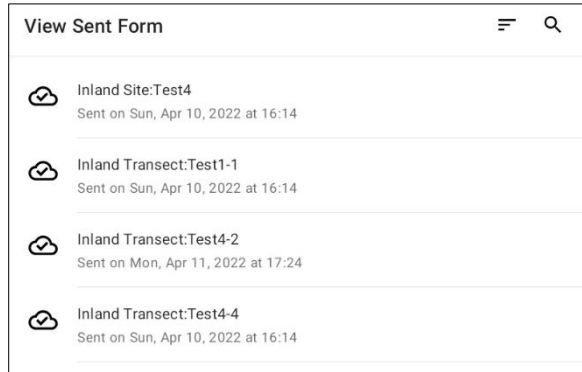 View Sent Form
Inland Site:Test4
Sent on Sun, Apr 10, 2022 at 16:14
Inland Transect:Test1-1
Sent on Sun, Apr 10, 2022 at 16:14
Inland Transect:Test4-2
Sent on Mon, Apr 11, 2022 at 17:24
Inland Transect:Test4-4
Sent on Sun, Apr 10, 2022 at 16:14